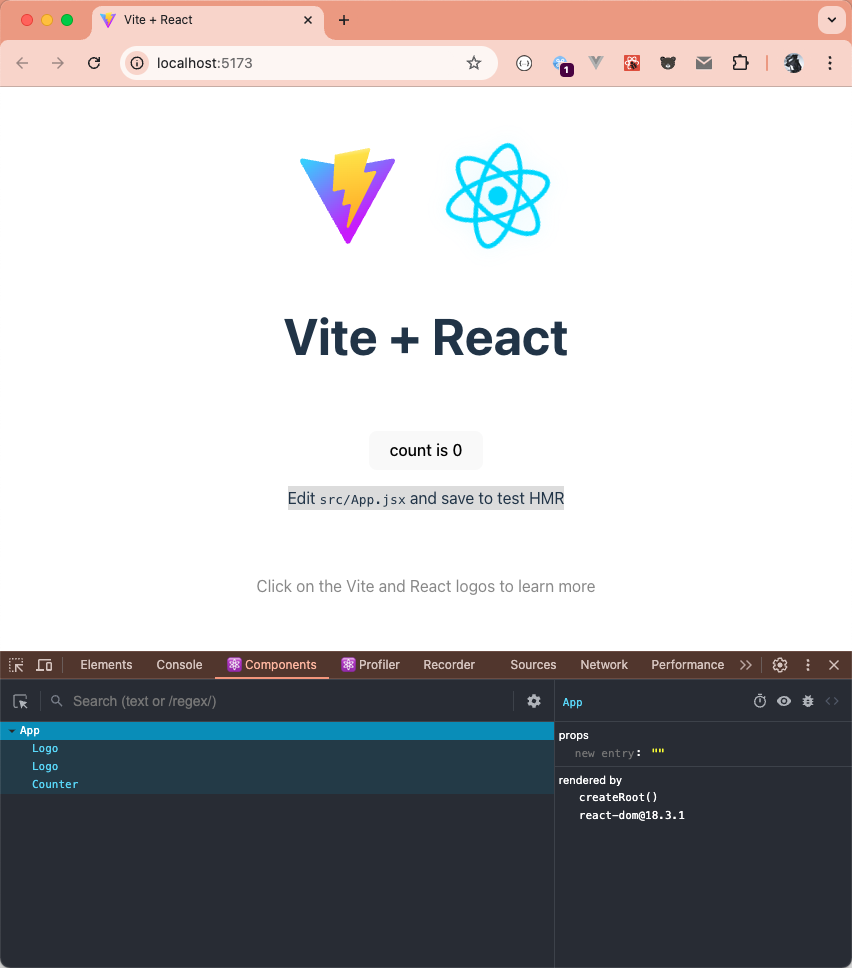 Vite + React
localhost:5173
1
Vite + React
count is 0
Edit src/App.jsx and save to test HMR
Click on the Vite and React logos to learn more
Elements Console Components Profiler Recorder Sources Network Performance
Search (text or /regex/)
App
Logo
Logo
Counter
App
props
new entry: ""
rendered by
createRoot()
react-dom@18.3.1